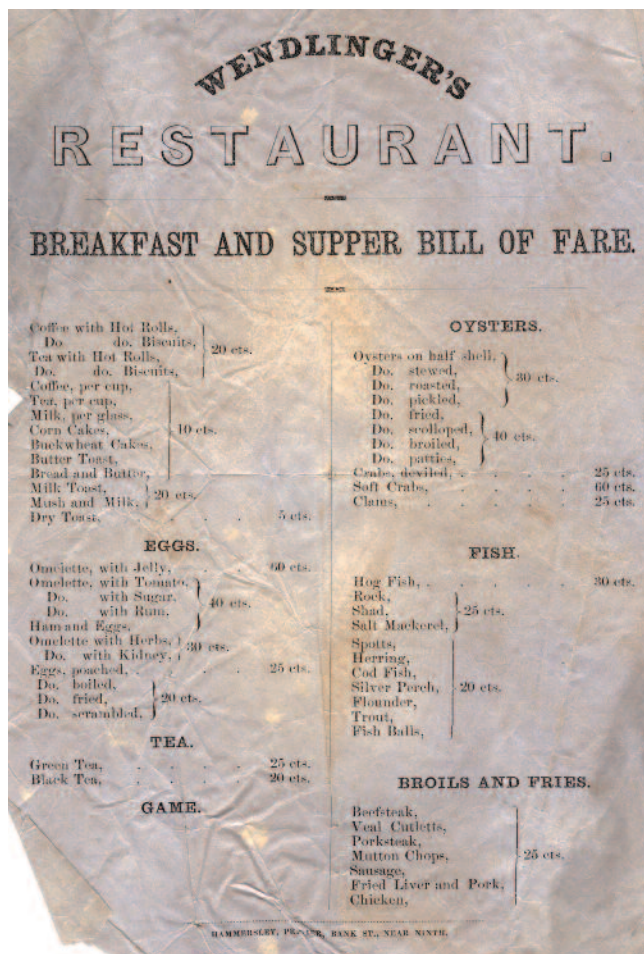 WENDLINGER'S
RESTAURANT.
BREAKFAST AND SUPPER BILL OF FARE.
Coffee with Hot Rolls,
Do. do. Biscuits,
Tea with Hot Rolls,
Do. do. Biscuits,
20 cts.
Coffee, per cup,
Tea, per cup,
Milk, per glass,
Corn Cakes,
Buckwheat Cakes,
Butter Toast,
Bread and Butter,
10 cts.
Milk Toast,
Mush and Milk,
20 cts.
Dry Toast, . . . 5 cts.
EGGS.
Omelette, with Jelly, . . 60 cts.
Omelette, with Tomato,
Do. with Sugar,
Do. with Rum,
Ham and Eggs,
40 cts.
Omelette with Herbs,
Do. with Kidney,
30 cts.
Eggs, poached, . . . . 25 cts.
Do. boiled,
Do. fried,
Do. scrambled,
20 cts.
TEA.
Green Tea, . . . . 25 cts.
Black Tea, . . . . 20 cts.
GAME.
OYSTERS.
Oysters on half shell,
Do. stewed,
Do. roasted,
Do. pickled,
30 cts.
Do. fried,
Do. scolloped,
Do. broiled,
Do. patties,
40 cts.
Crabs, deviled, . . . . 25 cts.
Soft Crabs, . . . . 60 cts.
Clams, . . . . . 25 cts.
FISH.
Hog Fish, . . . . . 30 cts.
Rock,
Shad,
Salt Mackerel,
25 cts.
Spotts,
Herring,
Cod Fish,
Silver Perch,
Flounder,
Trout,
Fish Balls,
20 cts.
BROILS AND FRIES.
Beefsteak,
Veal Cutletts,
Porksteak,
Mutton Chops,
Sausage,
Fried Liver and Pork,
Chicken,
25 cts.
HAMMERSLEY, PRINTER, BANK ST., NEAR NINTH.